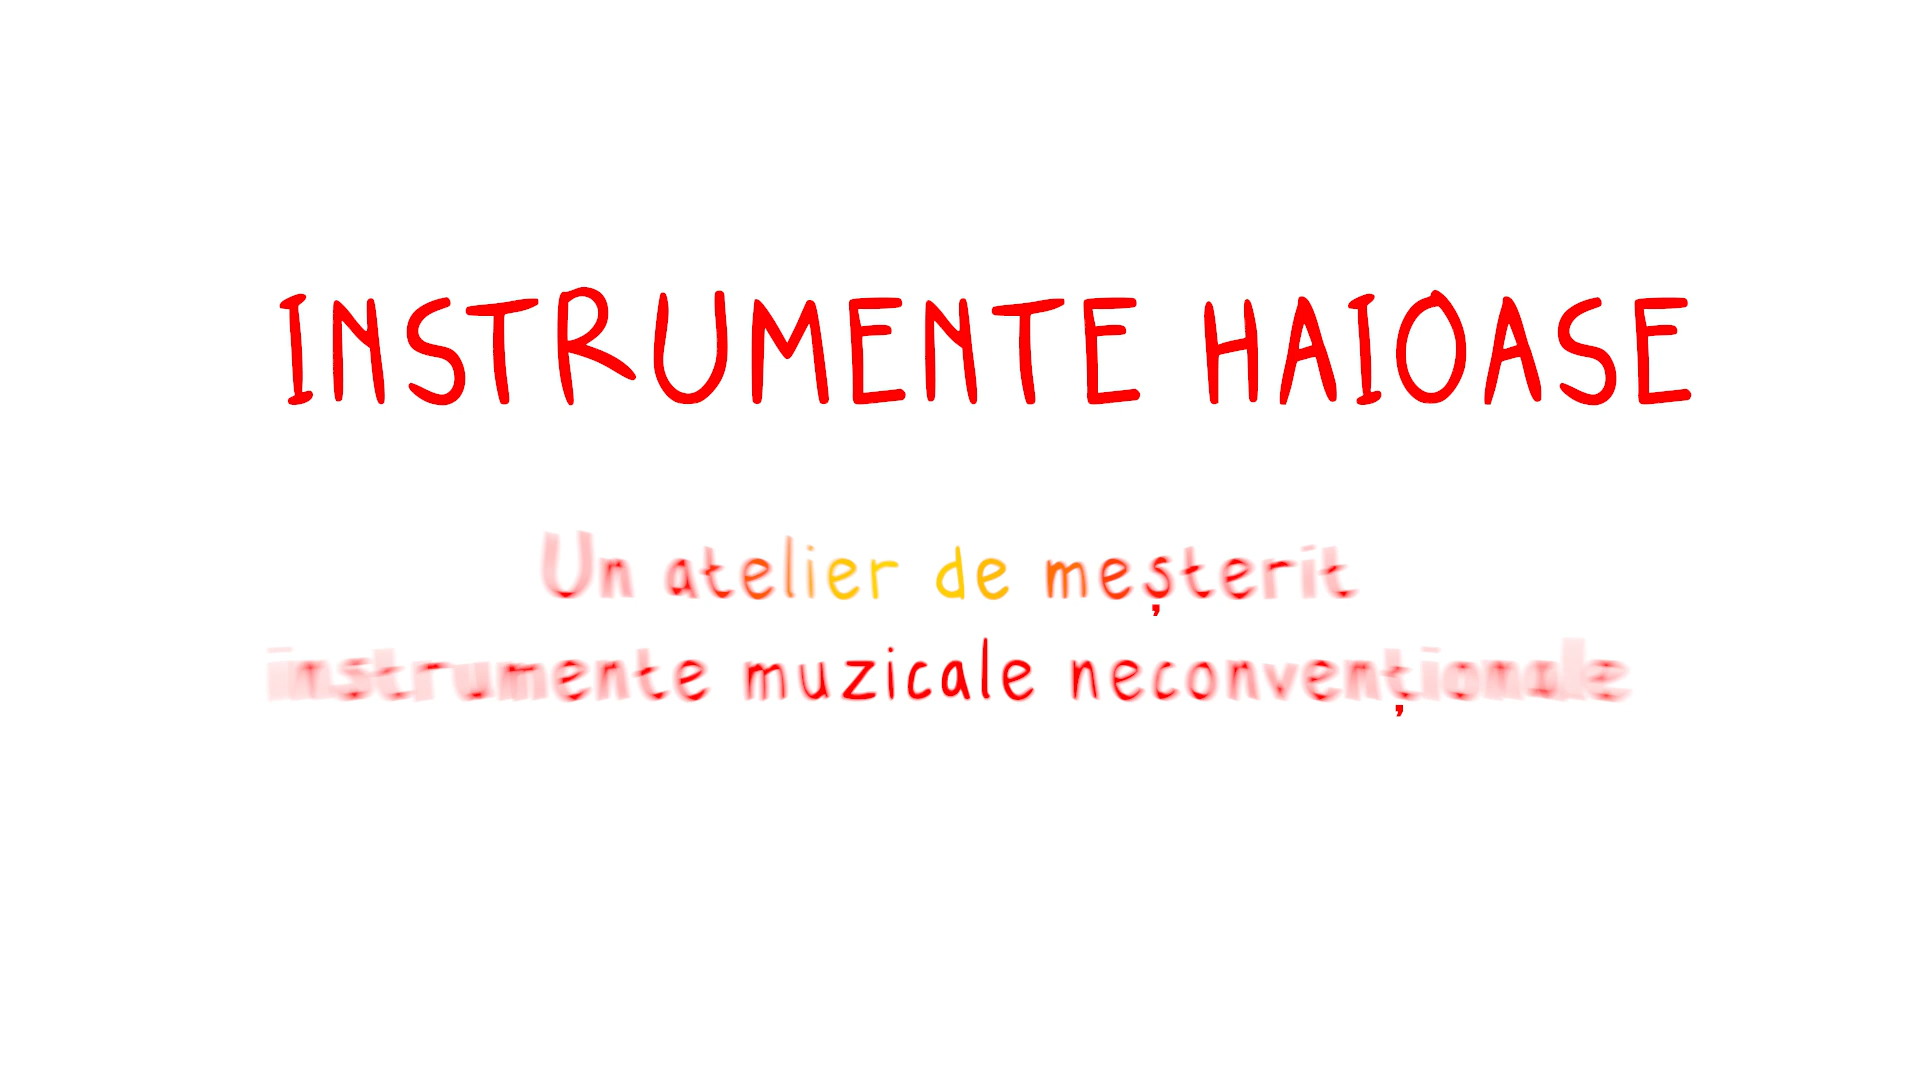 INSTRUMENTE HAIOASE
Un atelier de meșterit
instrumente muzicale neconvenționale